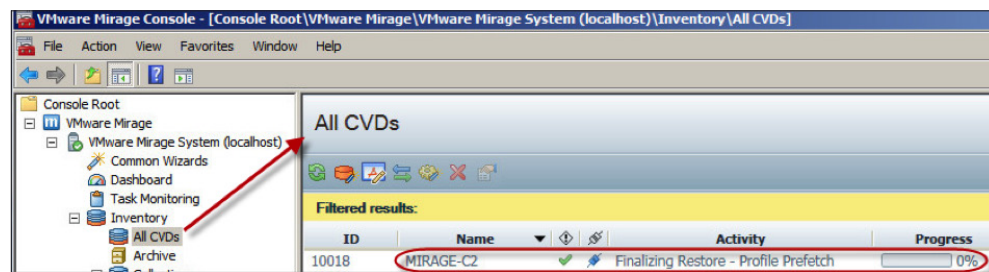 VMware Mirage Console - [Console Root\VMware Mirage\VMware Mirage System (localhost)\Inventory\All CVDs]
File Action View Favorites Window Help
Console Root
VMware Mirage
VMware Mirage System (localhost)
Common Wizards
Dashboard
Task Monitoring
Inventory
All CVDs
Archive
All CVDs
Filtered results:
ID Name Activity Progress
10018 MIRAGE-C2 Finalizing Restore - Profile Prefetch 0%